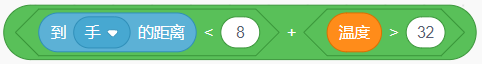 到 手 的距离 < 8 + 温度 > 32